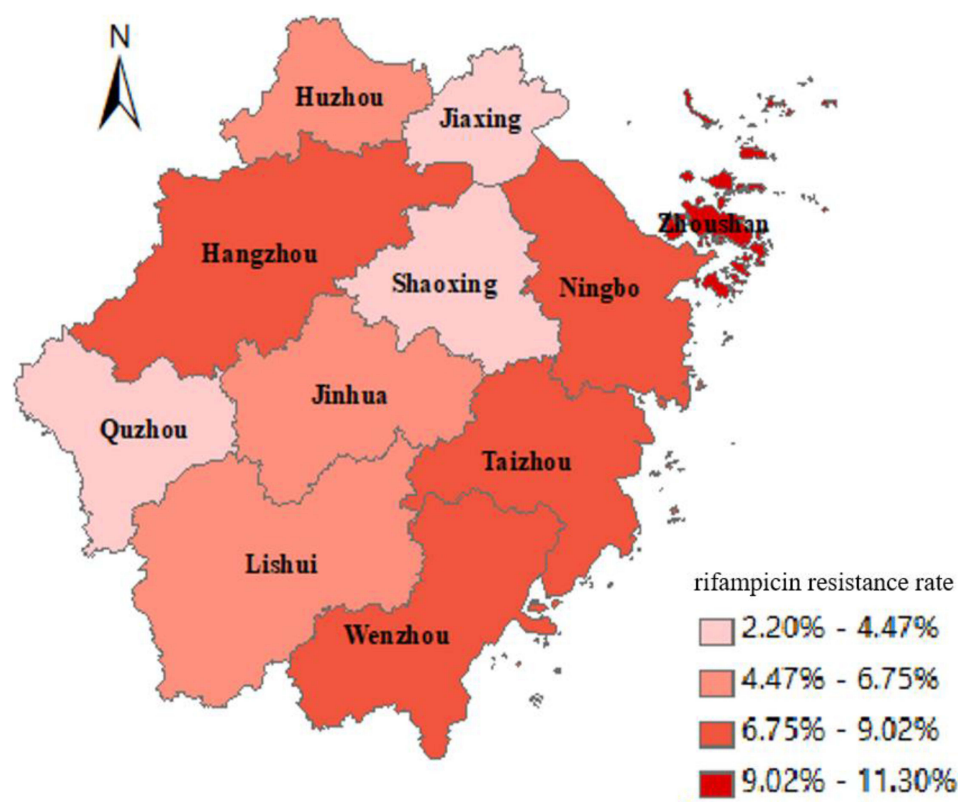 N
Huzhou
Jiaxing
Zhoushan
Hangzhou
Shaoxing
Ningbo
Jinhua
Quzhou
Taizhou
Lishui
Wenzhou
rifampicin resistance rate
2.20% - 4.47%
4.47% - 6.75%
6.75% - 9.02%
9.02% - 11.30%